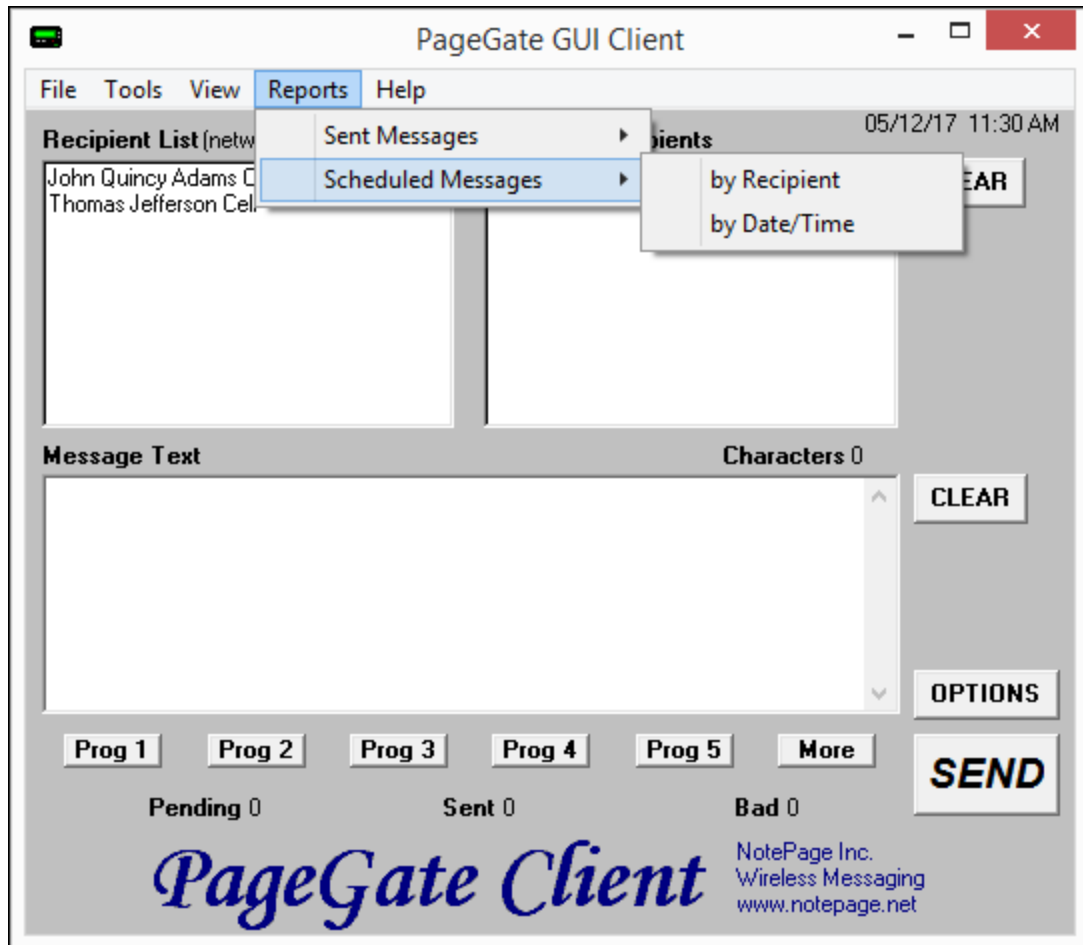 PageGate GUI Client
File Tools View Reports Help
05/12/17 11:30 AM
Recipient List
Sent Messages
Scheduled Messages
by Recipient
by Date/Time
John Quincy Adams
Thomas Jefferson
Message Text Characters 0
CLEAR
OPTIONS
Prog 1 Prog 2 Prog 3 Prog 4 Prog 5 More
SEND
Pending 0 Sent 0 Bad 0
PageGate Client
NotePage Inc.
Wireless Messaging
www.notepage.net